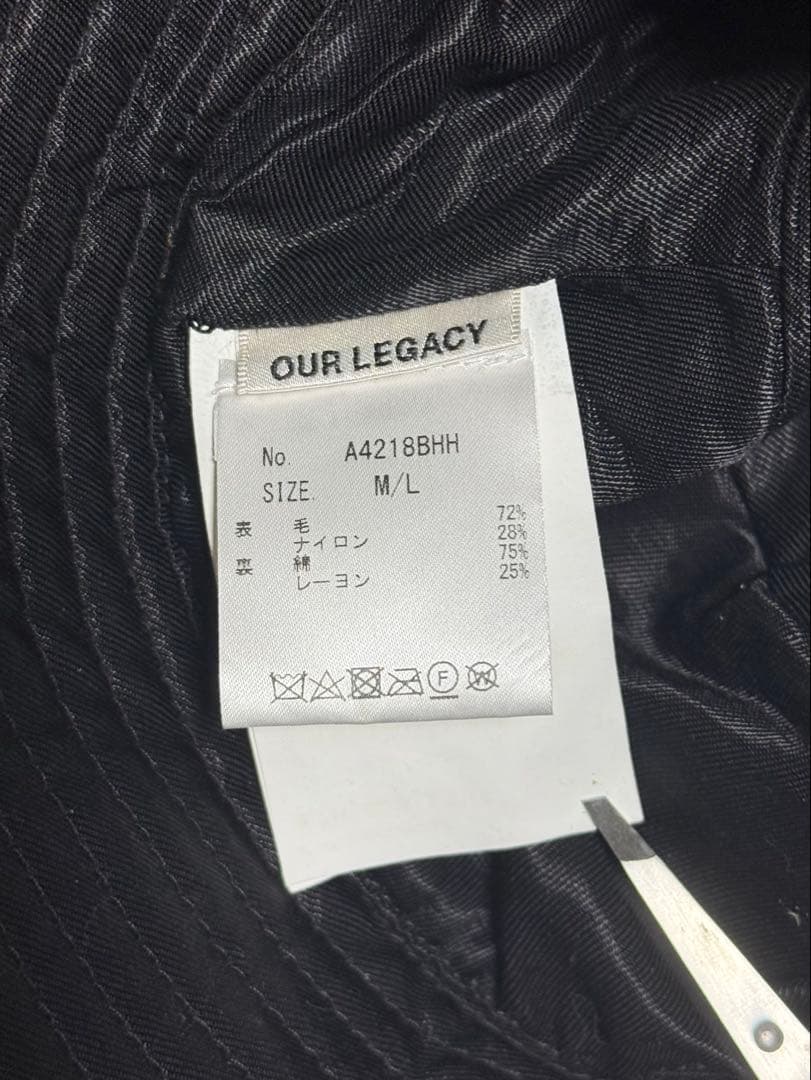 OUR LEGACY
No. A4218BHH
SIZE. M/L
表 毛 72%
ナイロン 28%
裏 綿 75%
レーヨン 25%
F W